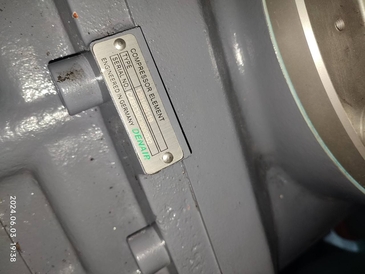 COMPRESSOR ELEMENT
TYPE
SERIAL NO
ENGINEERED IN GERMANY
DENAIR
2024.06.03 19:38